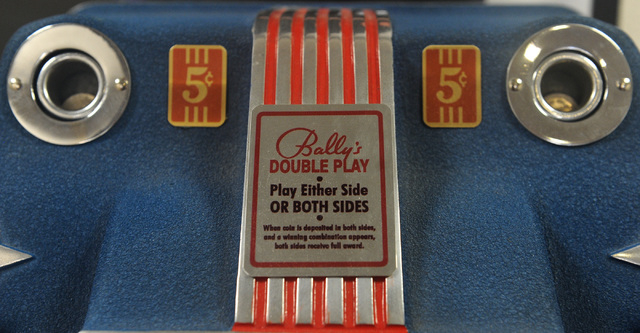 5¢
5¢
Bally's
DOUBLE PLAY
Play Either Side
OR BOTH SIDES
When coin is deposited in both sides,
and a winning combination appears,
both sides receive full award.